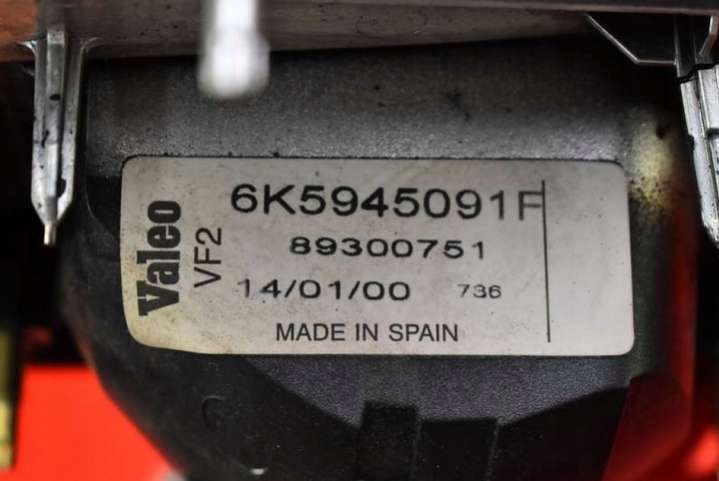 Valeo
VF2
6K5945091F
89300751
14/01/00 736
MADE IN SPAIN